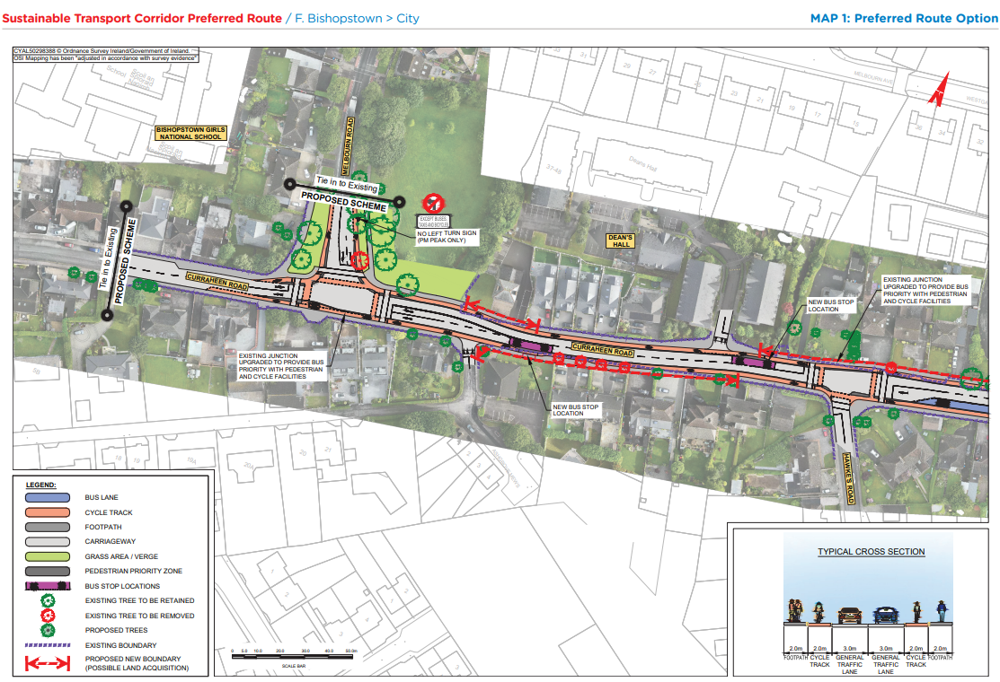 Sustainable Transport Corridor Preferred Route / F. Bishopstown > City
MAP 1: Preferred Route Option
CYAL50298388 © Ordnance Survey Ireland/Government of Ireland.
OSI Mapping has been "adjusted in accordance with survey evidence"
BISHOPSTOWN GIRLS
NATIONAL SCHOOL
School
MELBOURN ROAD
Tie in to Existing
PROPOSED SCHEME
EXCEPT BUSES,
TAXIS AND BICYCLES
NO LEFT TURN SIGN
(PM PEAK ONLY)
Tie in to Existing
PROPOSED SCHEME
CURRAHEEN ROAD
MELBOURN AVE
Deans Hall
37-48
DEAN'S
HALL
EXISTING JUNCTION
UPGRADED TO PROVIDE BUS
PRIORITY WITH PEDESTRIAN
AND CYCLE FACILITIES
NEW BUS STOP
LOCATION
CURRAHEEN ROAD
EXISTING JUNCTION
UPGRADED TO PROVIDE BUS
PRIORITY WITH PEDESTRIAN
AND CYCLE FACILITIES
NEW BUS STOP
LOCATION
HAWKE'S ROAD
LEGEND:
BUS LANE
CYCLE TRACK
FOOTPATH
CARRIAGEWAY
GRASS AREA / VERGE
PEDESTRIAN PRIORITY ZONE
BUS STOP LOCATIONS
EXISTING TREE TO BE RETAINED
EXISTING TREE TO BE REMOVED
PROPOSED TREES
EXISTING BOUNDARY
PROPOSED NEW BOUNDARY
(POSSIBLE LAND ACQUISITION)
0 5.0 10.0 20.0 30.0 40.0 50.0m
SCALE BAR
TYPICAL CROSS SECTION
2.0m 2.0m 3.0m 3.0m 2.0m 2.0m
FOOTPATH CYCLE TRACK GENERAL TRAFFIC LANE GENERAL TRAFFIC LANE CYCLE TRACK FOOTPATH